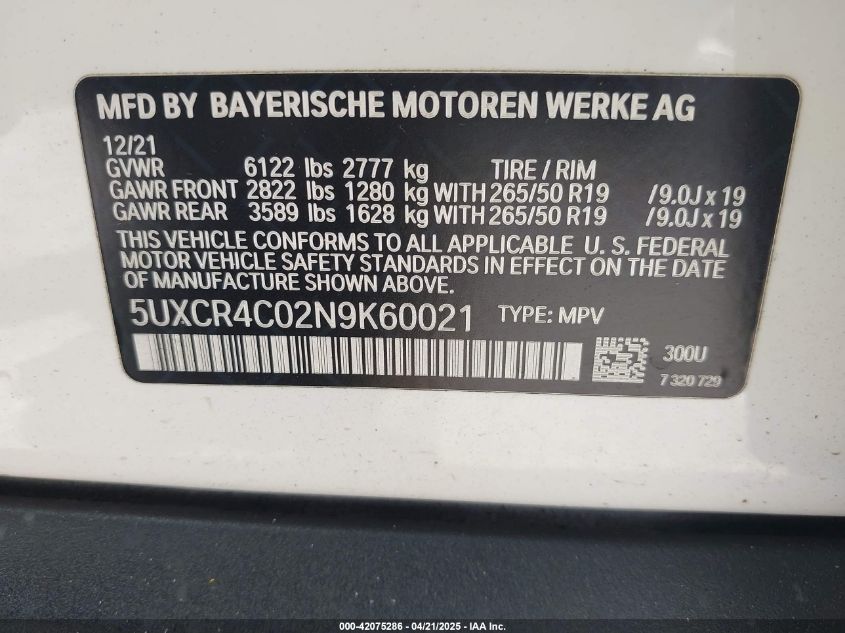 MFD BY BAYERISCHE MOTOREN WERKE AG
12/21
GVWR 6122 lbs 2777 kg TIRE / RIM
GAWR FRONT 2822 lbs 1280 kg WITH 265/50 R19 /9.0J x 19
GAWR REAR 3589 lbs 1628 kg WITH 265/50 R19 /9.0J x 19
THIS VEHICLE CONFORMS TO ALL APPLICABLE U. S. FEDERAL
MOTOR VEHICLE SAFETY STANDARDS IN EFFECT ON THE DATE
OF MANUFACTURE SHOWN ABOVE.
5UXCR4C02N9K60021 TYPE: MPV
300U
7 320 729
000-42075286 - 04/21/2025 - IAA Inc.